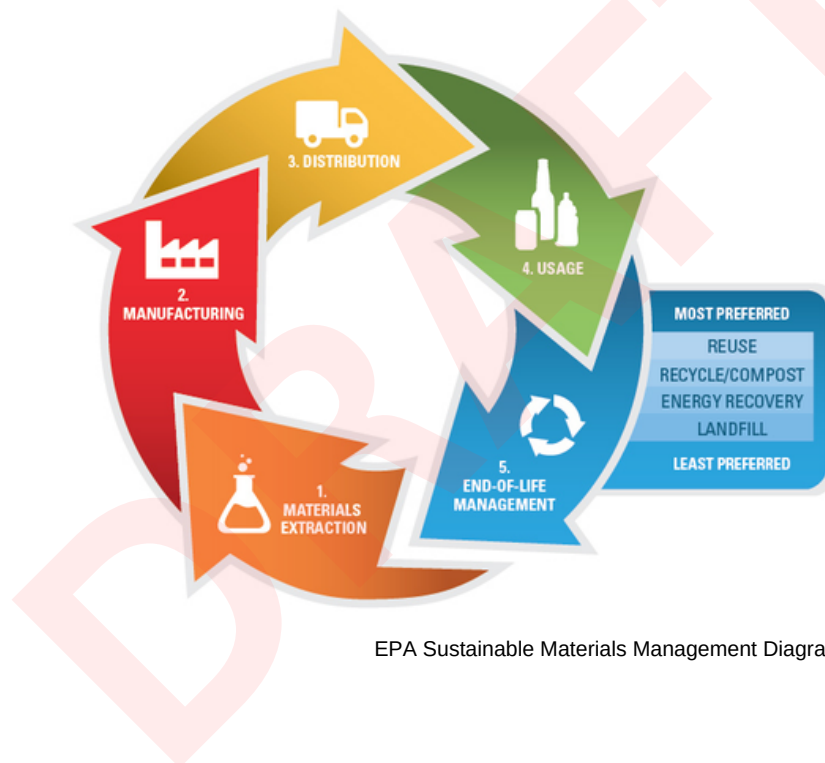 3. DISTRIBUTION
4. USAGE
2.
MANUFACTURING
MOST PREFERRED
REUSE
RECYCLE/COMPOST
ENERGY RECOVERY
LANDFILL
LEAST PREFERRED
5.
END-OF-LIFE
MANAGEMENT
1.
MATERIALS
EXTRACTION
EPA Sustainable Materials Management Diagra
DRAFT